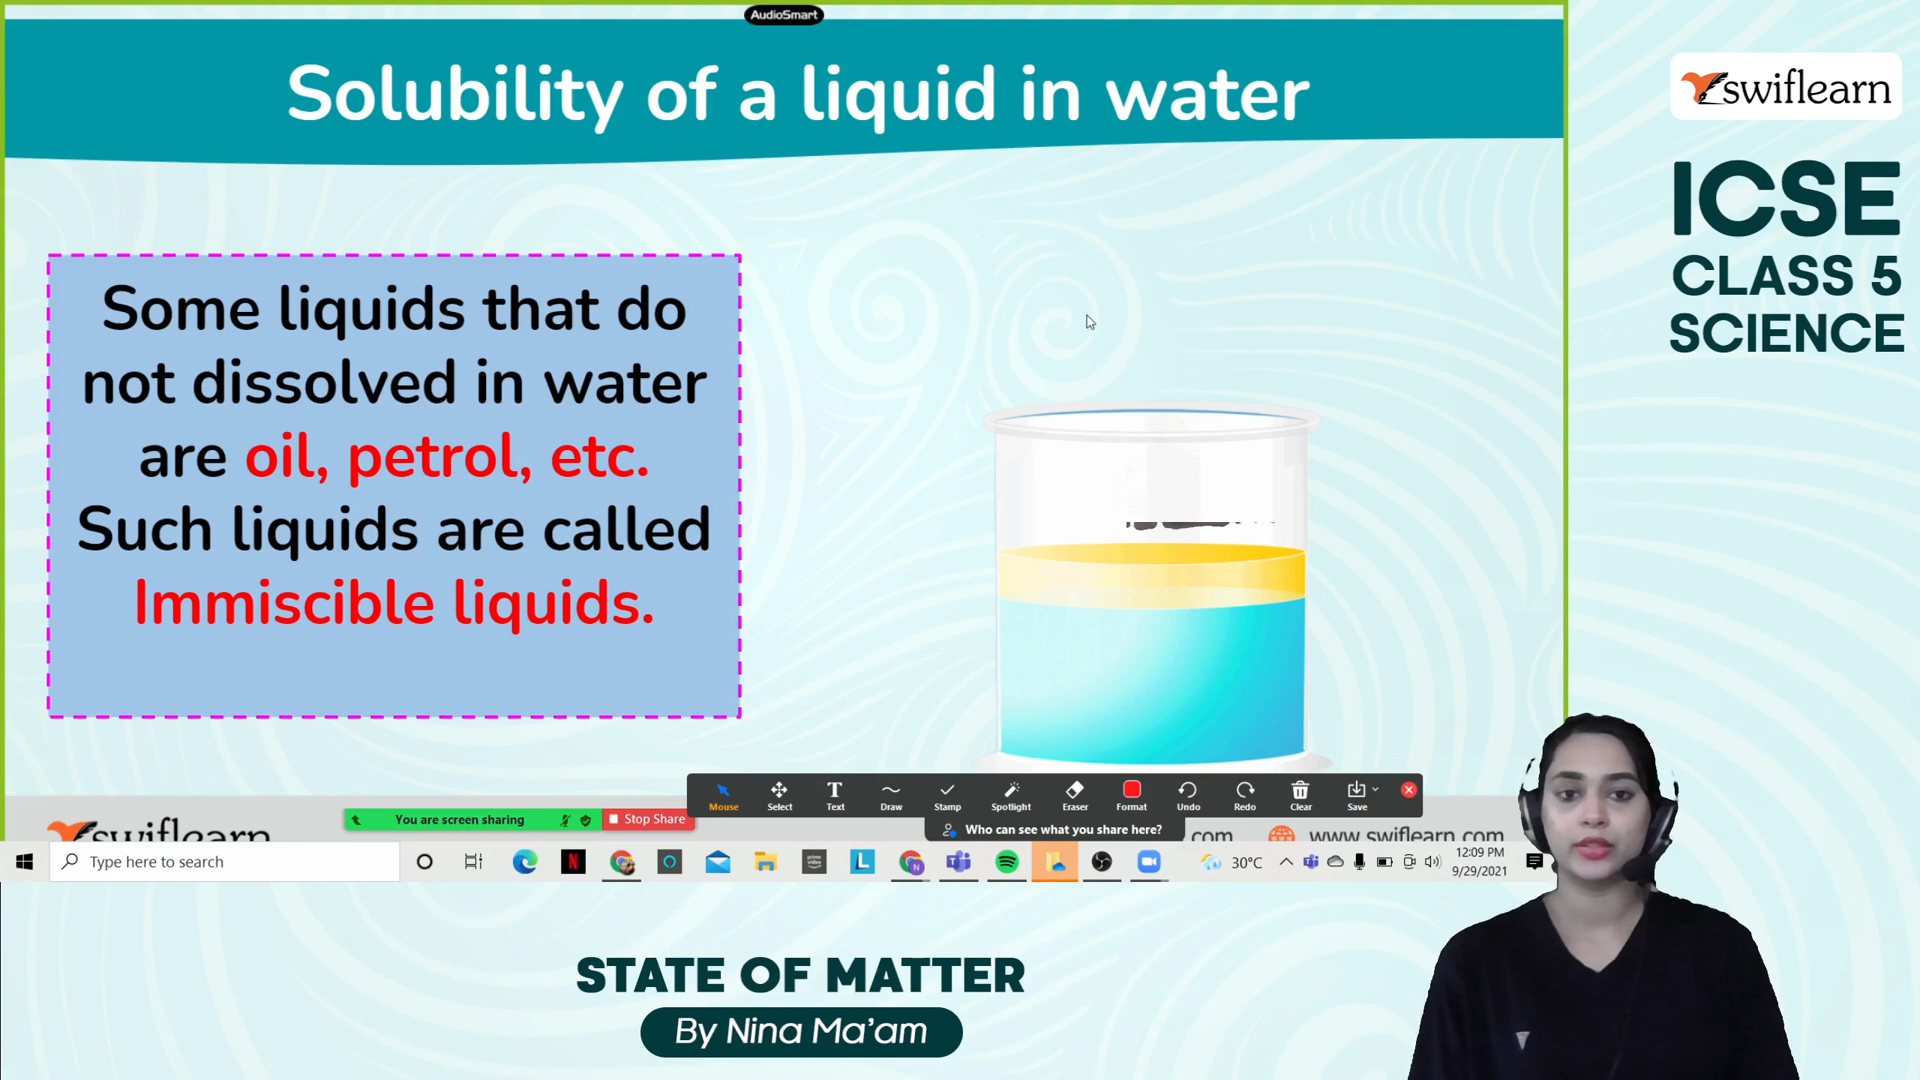 AudioSmart
Solubility of a liquid in water
swiflearn
ICSE
CLASS 5
SCIENCE
Some liquids that do
not dissolved in water
are oil, petrol, etc.
Such liquids are called
Immiscible liquids.
Mouse Select Text Draw Stamp Spotlight Eraser Format Undo Redo Clear Save
You are screen sharing Stop Share
Who can see what you share here?
swiflearn com www.swiflearn.com
Type here to search
30°C
12:09 PM
9/29/2021
STATE OF MATTER
By Nina Ma'am